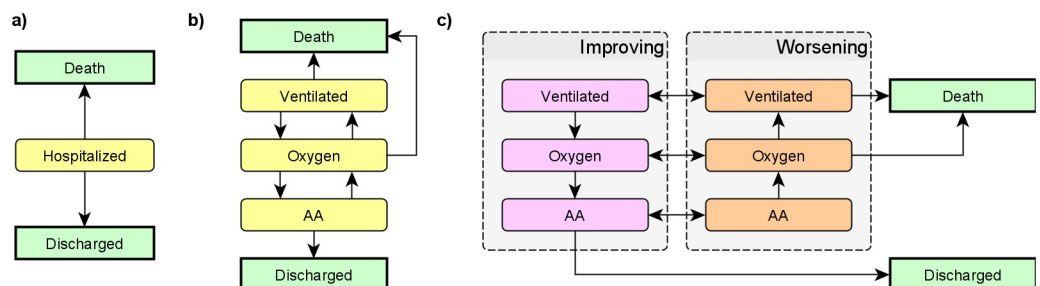 a)
Death
Hospitalized
Discharged
b)
Death
Ventilated
Oxygen
AA
Discharged
c)
Improving
Worsening
Ventilated
Ventilated
Death
Oxygen
Oxygen
AA
AA
Discharged